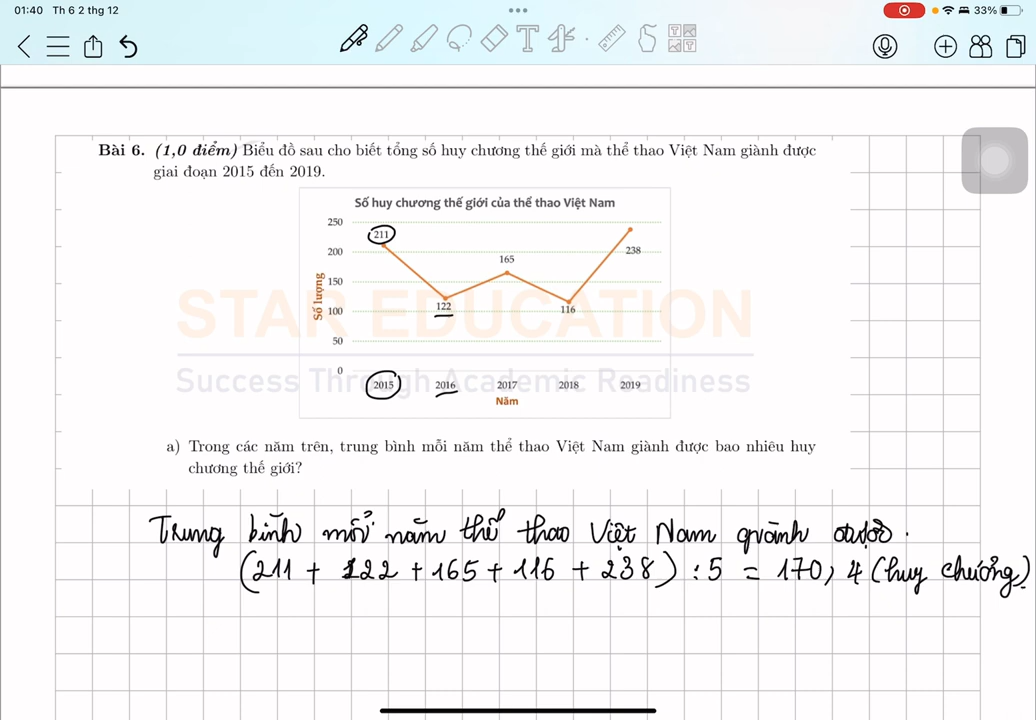 01:40 Th 6 2 thg 12
33%
Bài 6. (1,0 điểm) Biểu đồ sau cho biết tổng số huy chương thế giới mà thể thao Việt Nam giành được
giai đoạn 2015 đến 2019.
Số huy chương thế giới của thể thao Việt Nam
250
200
150
100
50
0
Số lượng
211
122
165
116
238
2015 2016 2017 2018 2019
Năm
STAR EDUCATION
Success Through Academic Readiness
a) Trong các năm trên, trung bình mỗi năm thể thao Việt Nam giành được bao nhiêu huy
chương thế giới?
Trung bình mỗi năm thể thao Việt Nam giành được.
(211 + 122 + 165 + 116 + 238) : 5 = 170, 4 (huy chương)